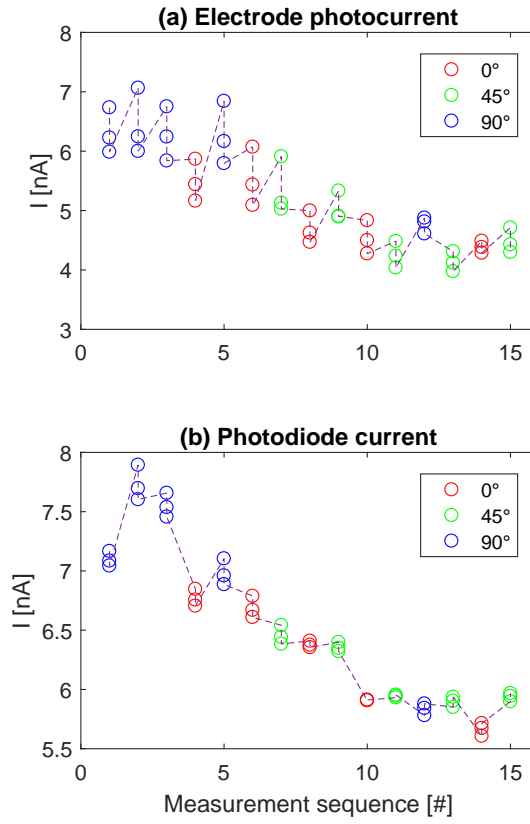 (a) Electrode photocurrent
8
7
6
5
4
3
I [nA]
0°
45°
90°
0 5 10 15
(b) Photodiode current
8
7.5
7
6.5
6
5.5
I [nA]
0°
45°
90°
0 5 10 15
Measurement sequence [#]